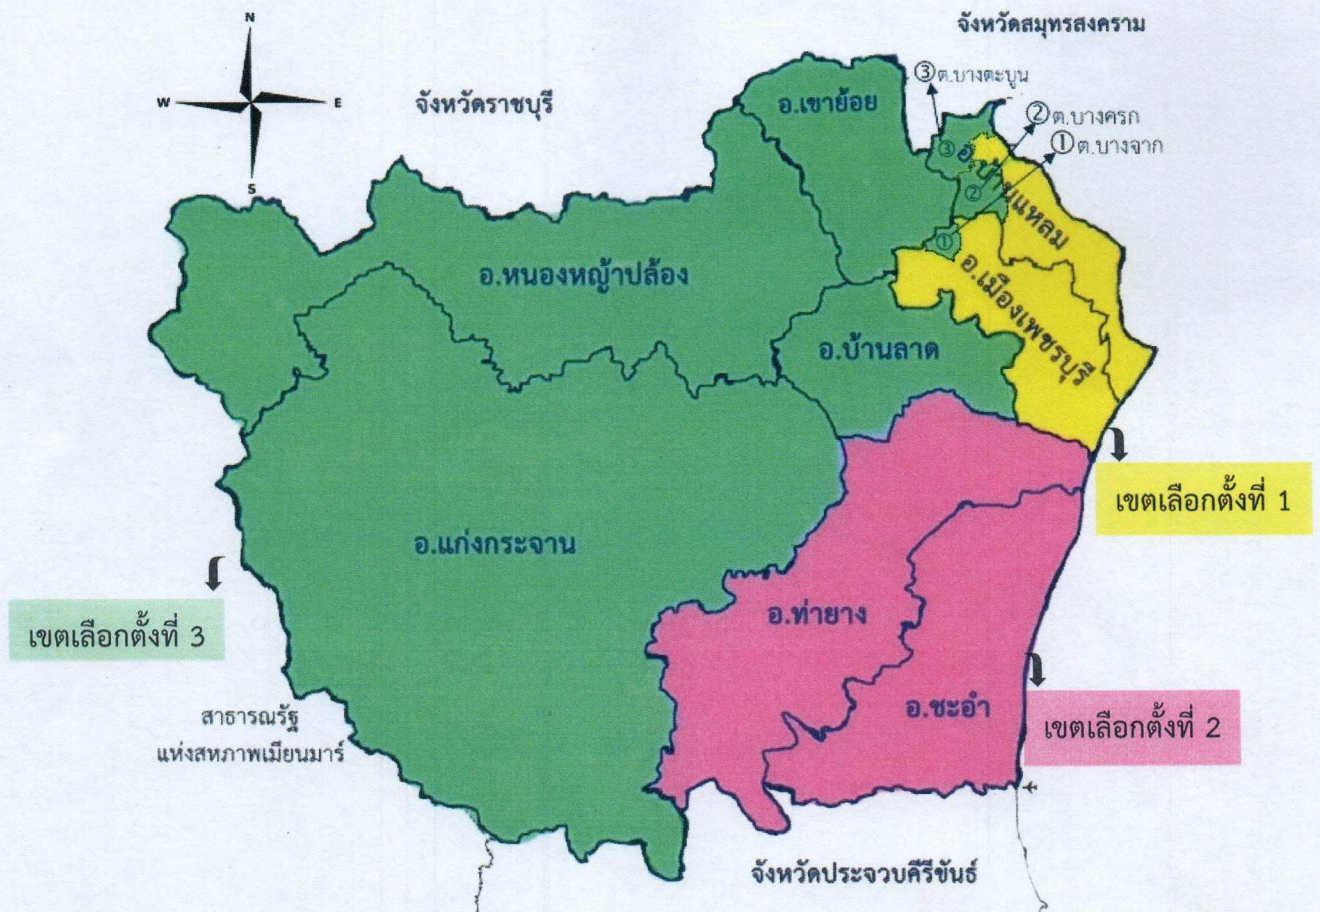 N
จังหวัดสมุทรสงคราม
③ต.บางตะบูน
W
E
จังหวัดราชบุรี
อ.เขาย้อย
②ต.บางครก
①ต.บางจาก
S
③
อ.บ้านแหลม
②
①
อ.หนองหญ้าปล้อง
อ.เมืองเพชรบุรี
อ.บ้านลาด
เขตเลือกตั้งที่ 1
อ.แก่งกระจาน
อ.ท่ายาง
เขตเลือกตั้งที่ 3
อ.ชะอำ
สาธารณรัฐ
แห่งสหภาพเมียนมาร์
เขตเลือกตั้งที่ 2
จังหวัดประจวบคีรีขันธ์